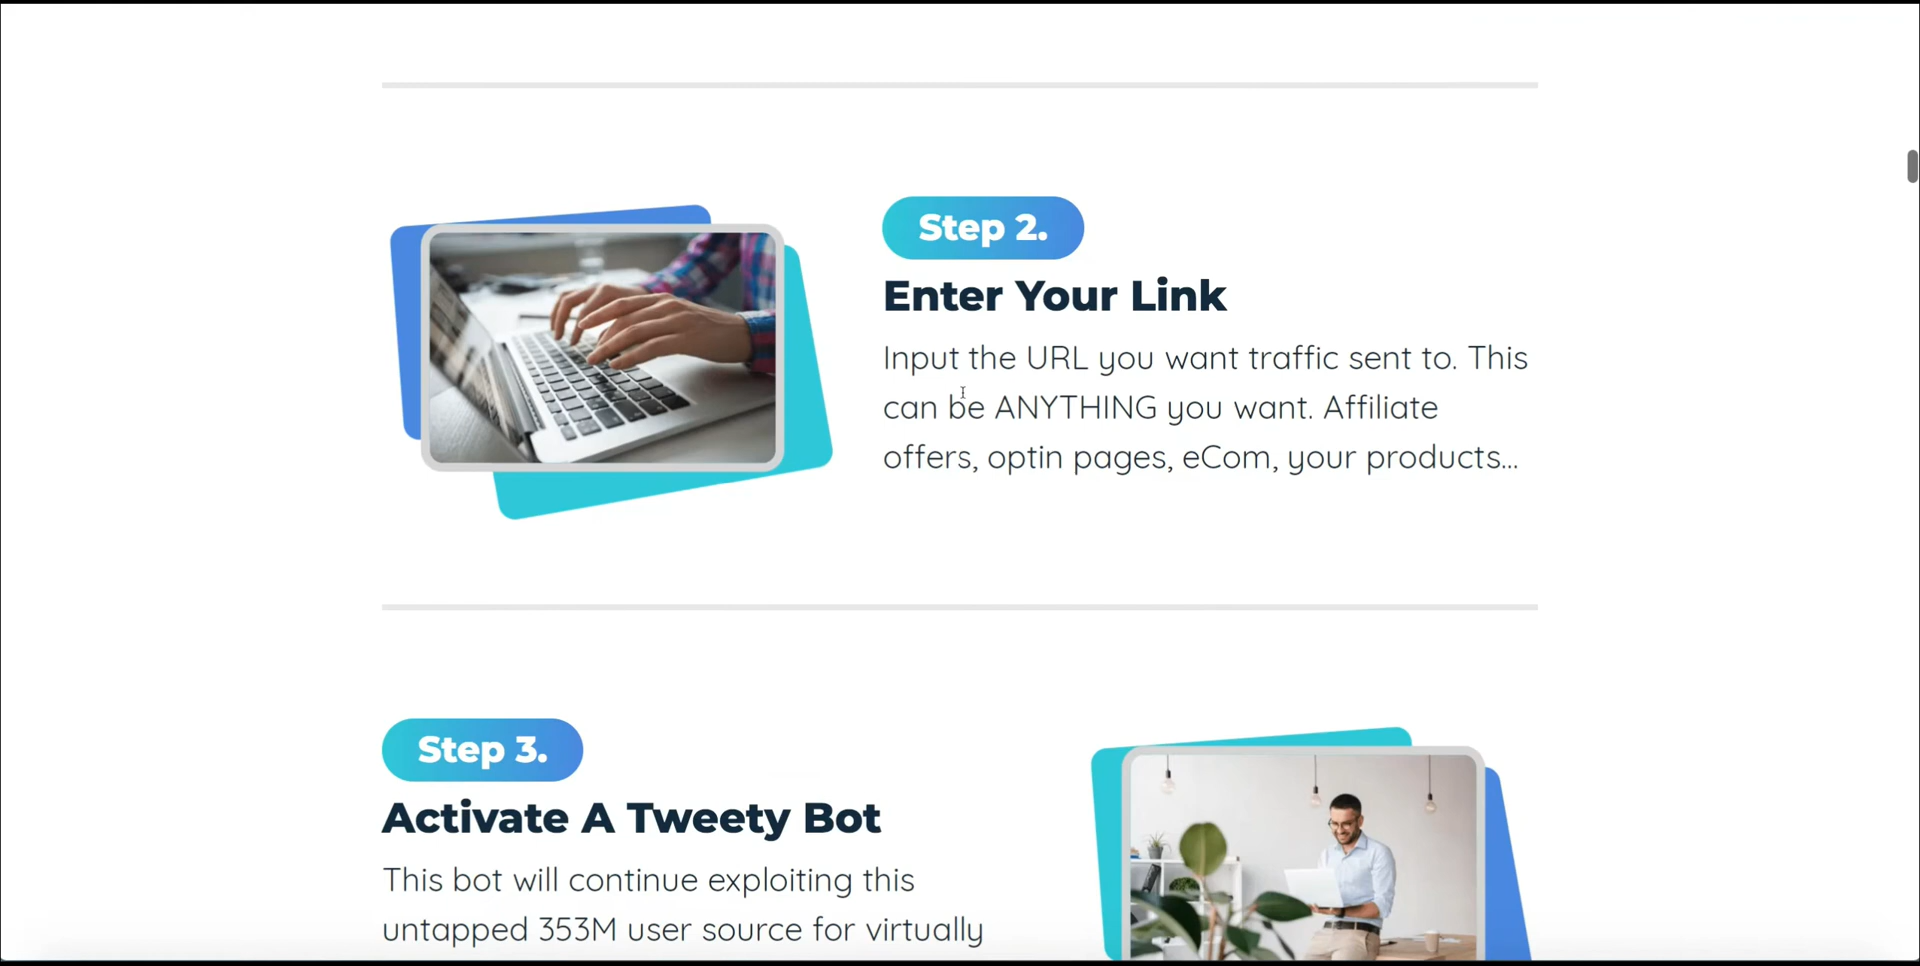 Step 2.
Enter Your Link
Input the URL you want traffic sent to. This
can be ANYTHING you want. Affiliate
offers, optin pages, eCom, your products...
Step 3.
Activate A Tweety Bot
This bot will continue exploiting this
untapped 353M user source for virtually